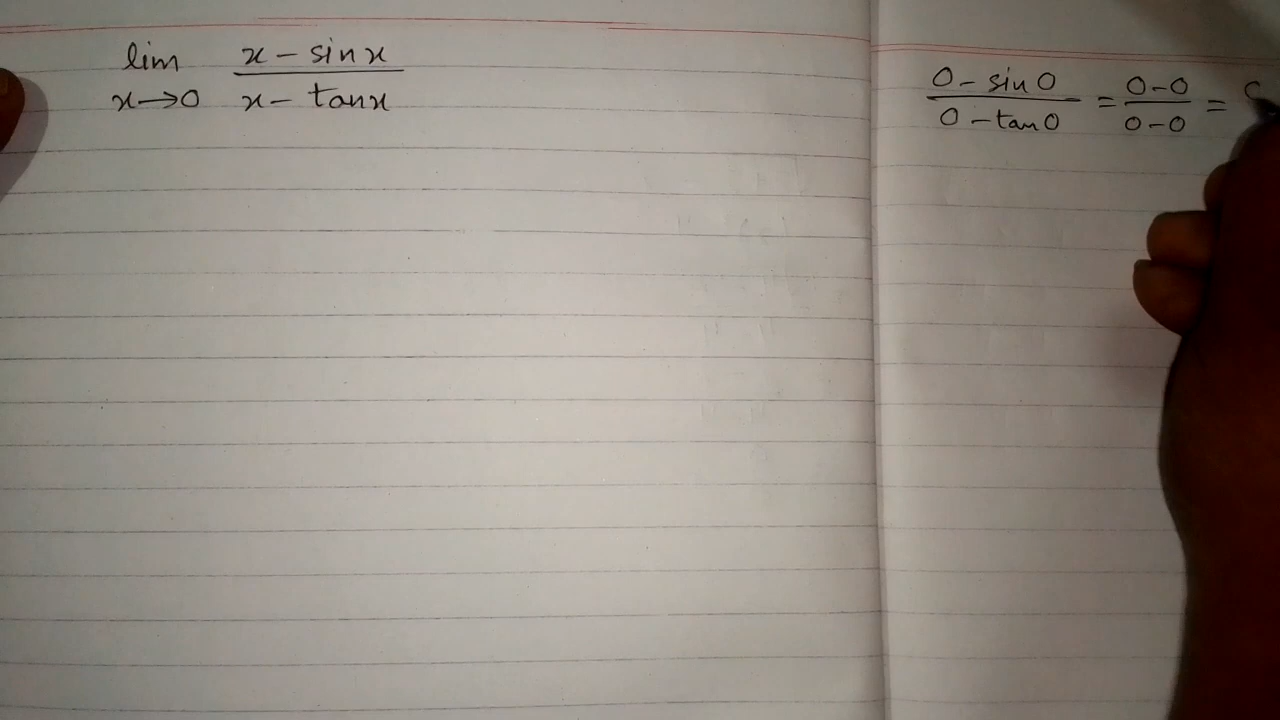 lim x - sinx
x→0 x - tanx
0 - sin0 = 0-0 =
0 - tan0 0-0